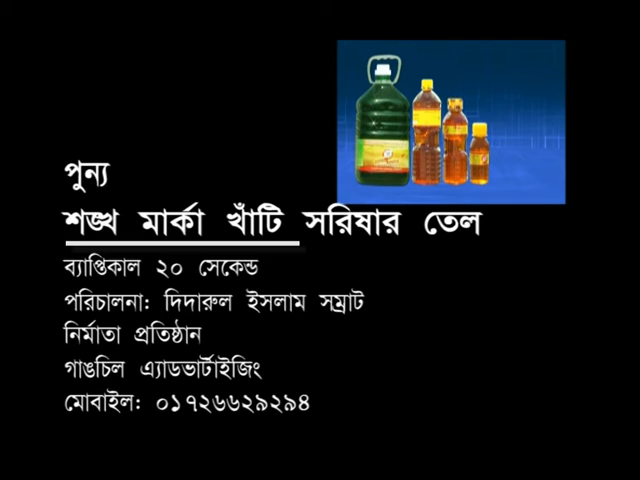 পুন্য
শঙ্খ মার্কা খাঁটি সরিষার তেল
ব্যাপ্তিকাল ২০ সেকেন্ড
পরিচালনা: দিদারুল ইসলাম সম্রাট
নির্মাতা প্রতিষ্ঠান
গাঙচিল এ্যাডভার্টাইজিং
মোবাইল: ০১৭২৬৬২৯২৯৪